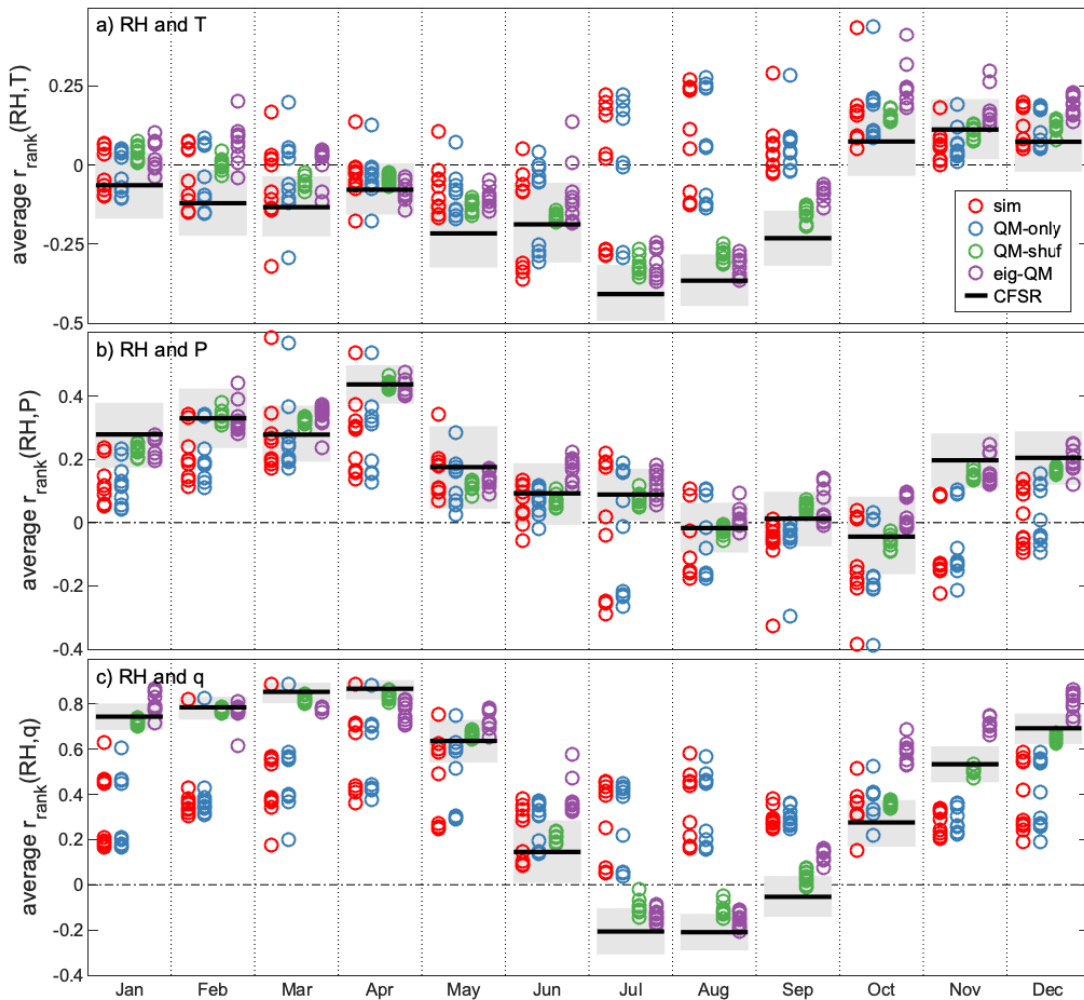 a) RH and T
average r_rank(RH,T)
0.25
0
-0.25
-0.5
sim
QM-only
QM-shuf
eig-QM
CFSR
b) RH and P
average r_rank(RH,P)
0.4
0.2
0
-0.2
-0.4
c) RH and q
average r_rank(RH,q)
0.8
0.6
0.4
0.2
0
-0.2
-0.4
Jan Feb Mar Apr May Jun Jul Aug Sep Oct Nov Dec